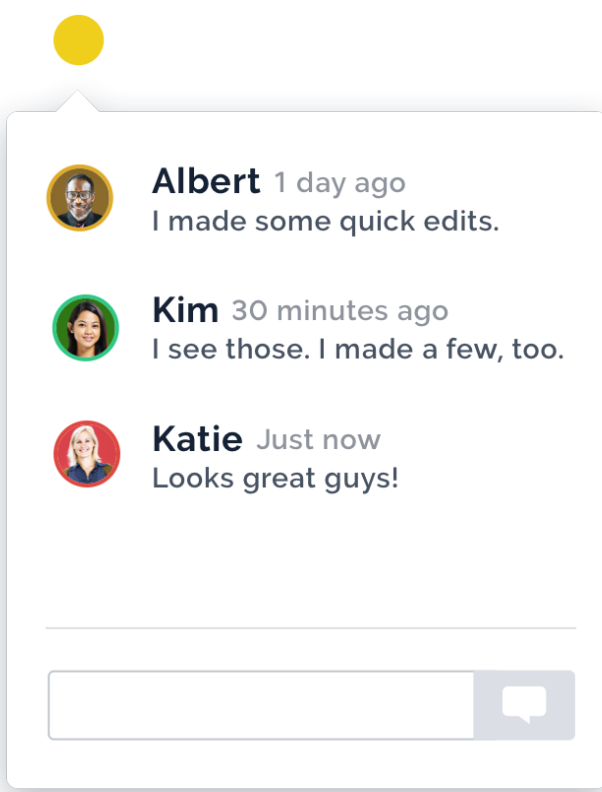 Albert 1 day ago
I made some quick edits.
Kim 30 minutes ago
I see those. I made a few, too.
Katie Just now
Looks great guys!